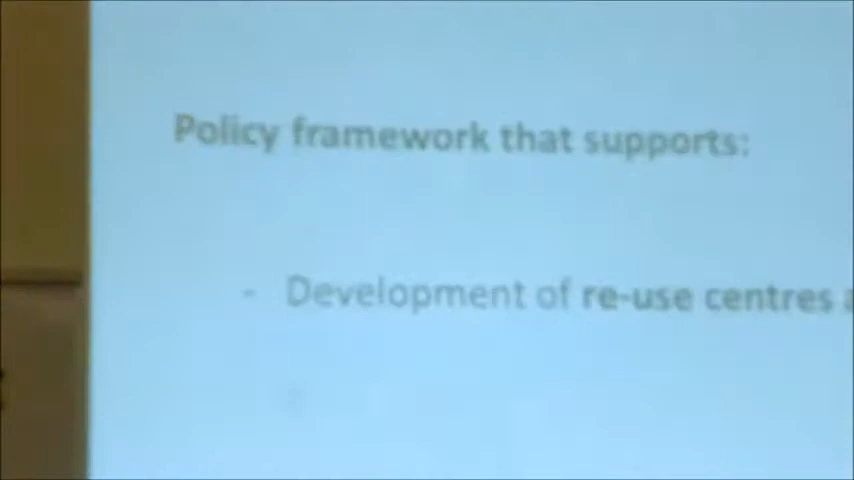 Policy framework that supports:
- Development of re-use centres